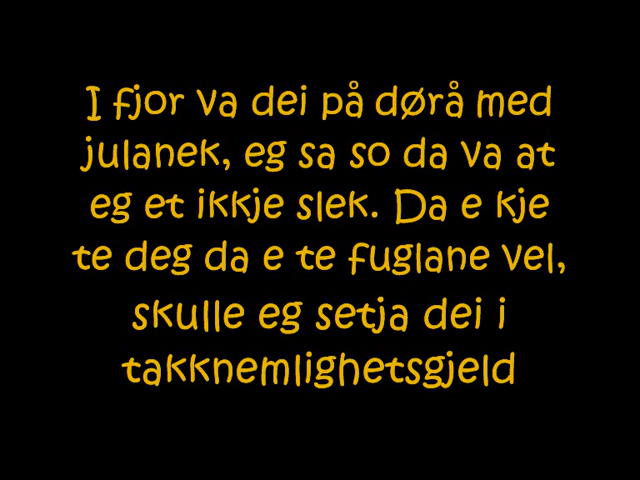 I fjor va dei på dørå med
julanek, eg sa so da va at
eg et ikkje slek. Da e kje
te deg da e te fuglane vel,
skulle eg setja dei i
takknemlighetsgjeld